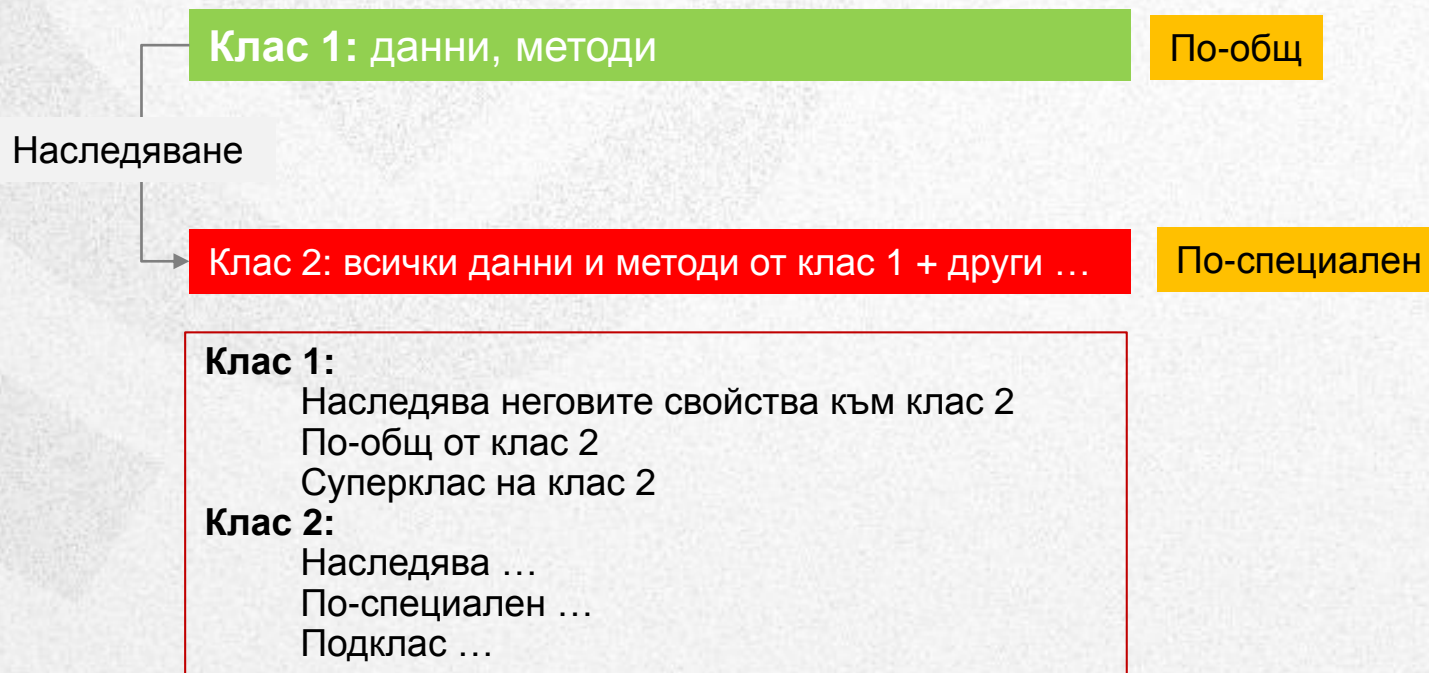 Клас 1: данни, методи
По-общ
Наследяване
Клас 2: всички данни и методи от клас 1 + други …
По-специален
Клас 1:
Наследява неговите свойства към клас 2
По-общ от клас 2
Суперклас на клас 2
Клас 2:
Наследява …
По-специален …
Подклас …